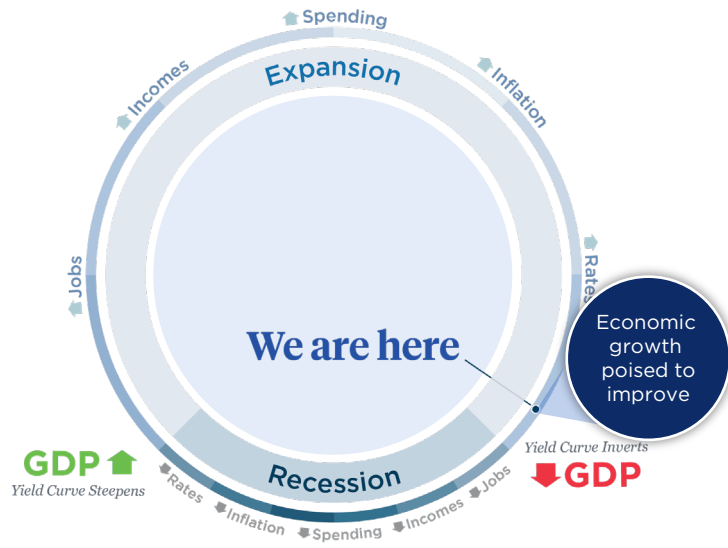 Spending
Expansion
Incomes
Inflation
Jobs
Rates
We are here
Economic
growth
poised to
improve
GDP
Yield Curve Steepens
Yield Curve Inverts
GDP
Recession
Rates
Inflation
Spending
Incomes
Jobs